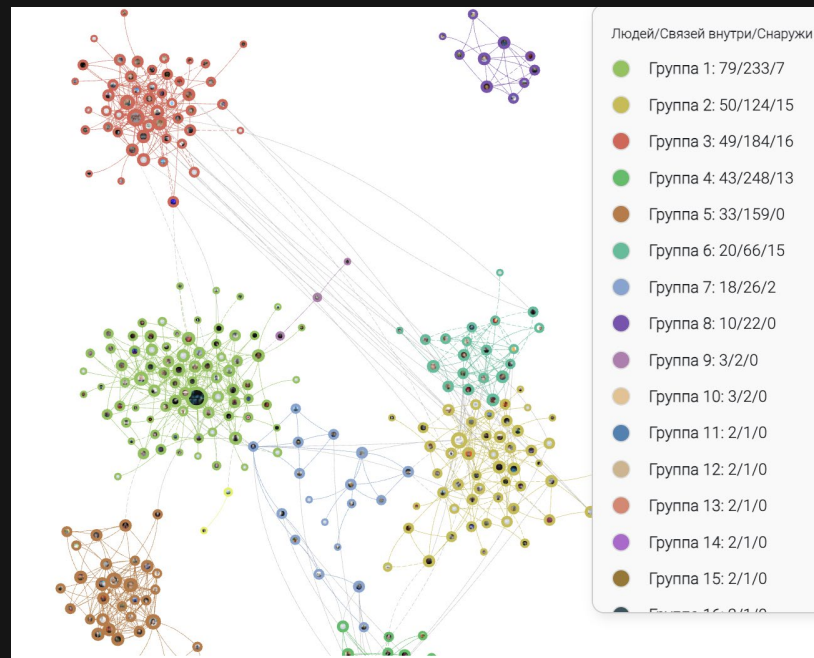 Людей/Связей внутри/Снаружи
Группа 1: 79/233/7
Группа 2: 50/124/15
Группа 3: 49/184/16
Группа 4: 43/248/13
Группа 5: 33/159/0
Группа 6: 20/66/15
Группа 7: 18/26/2
Группа 8: 10/22/0
Группа 9: 3/2/0
Группа 10: 3/2/0
Группа 11: 2/1/0
Группа 12: 2/1/0
Группа 13: 2/1/0
Группа 14: 2/1/0
Группа 15: 2/1/0